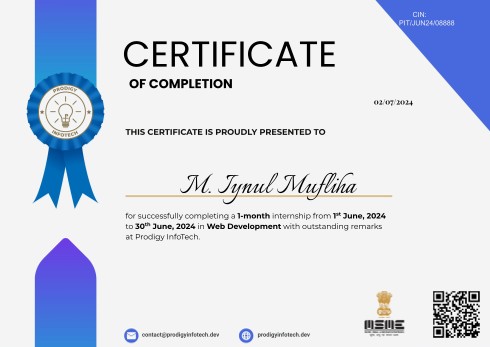 CIN:
PIT/JUN24/08888
CERTIFICATE
OF COMPLETION
02/07/2024
PRODIGY
INFOTECH
THIS CERTIFICATE IS PROUDLY PRESENTED TO
M. Jynul Mufliha
for successfully completing a 1-month internship from 1st June, 2024
to 30th June, 2024 in Web Development with outstanding remarks
at Prodigy InfoTech.
MSME
contact@prodigyinfotech.dev
prodigyinfotech.dev